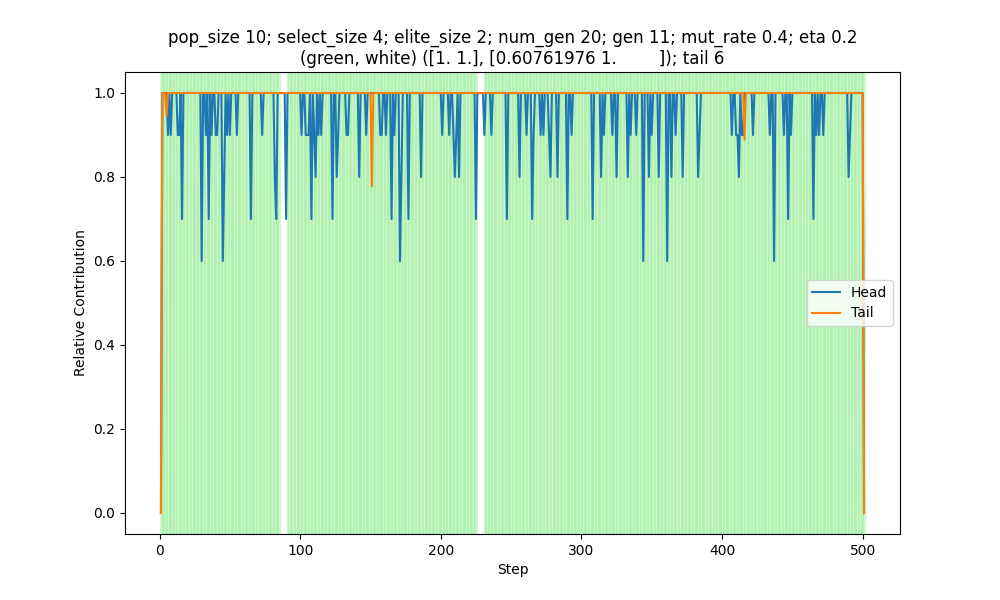 pop_size 10; select_size 4; elite_size 2; num_gen 20; gen 11; mut_rate 0.4; eta 0.2
(green, white) ([1. 1.], [0.60761976 1.        ]); tail 6
1.0
0.8
0.6
0.4
0.2
0.0
Relative Contribution
Head
Tail
0
100
200
300
400
500
Step